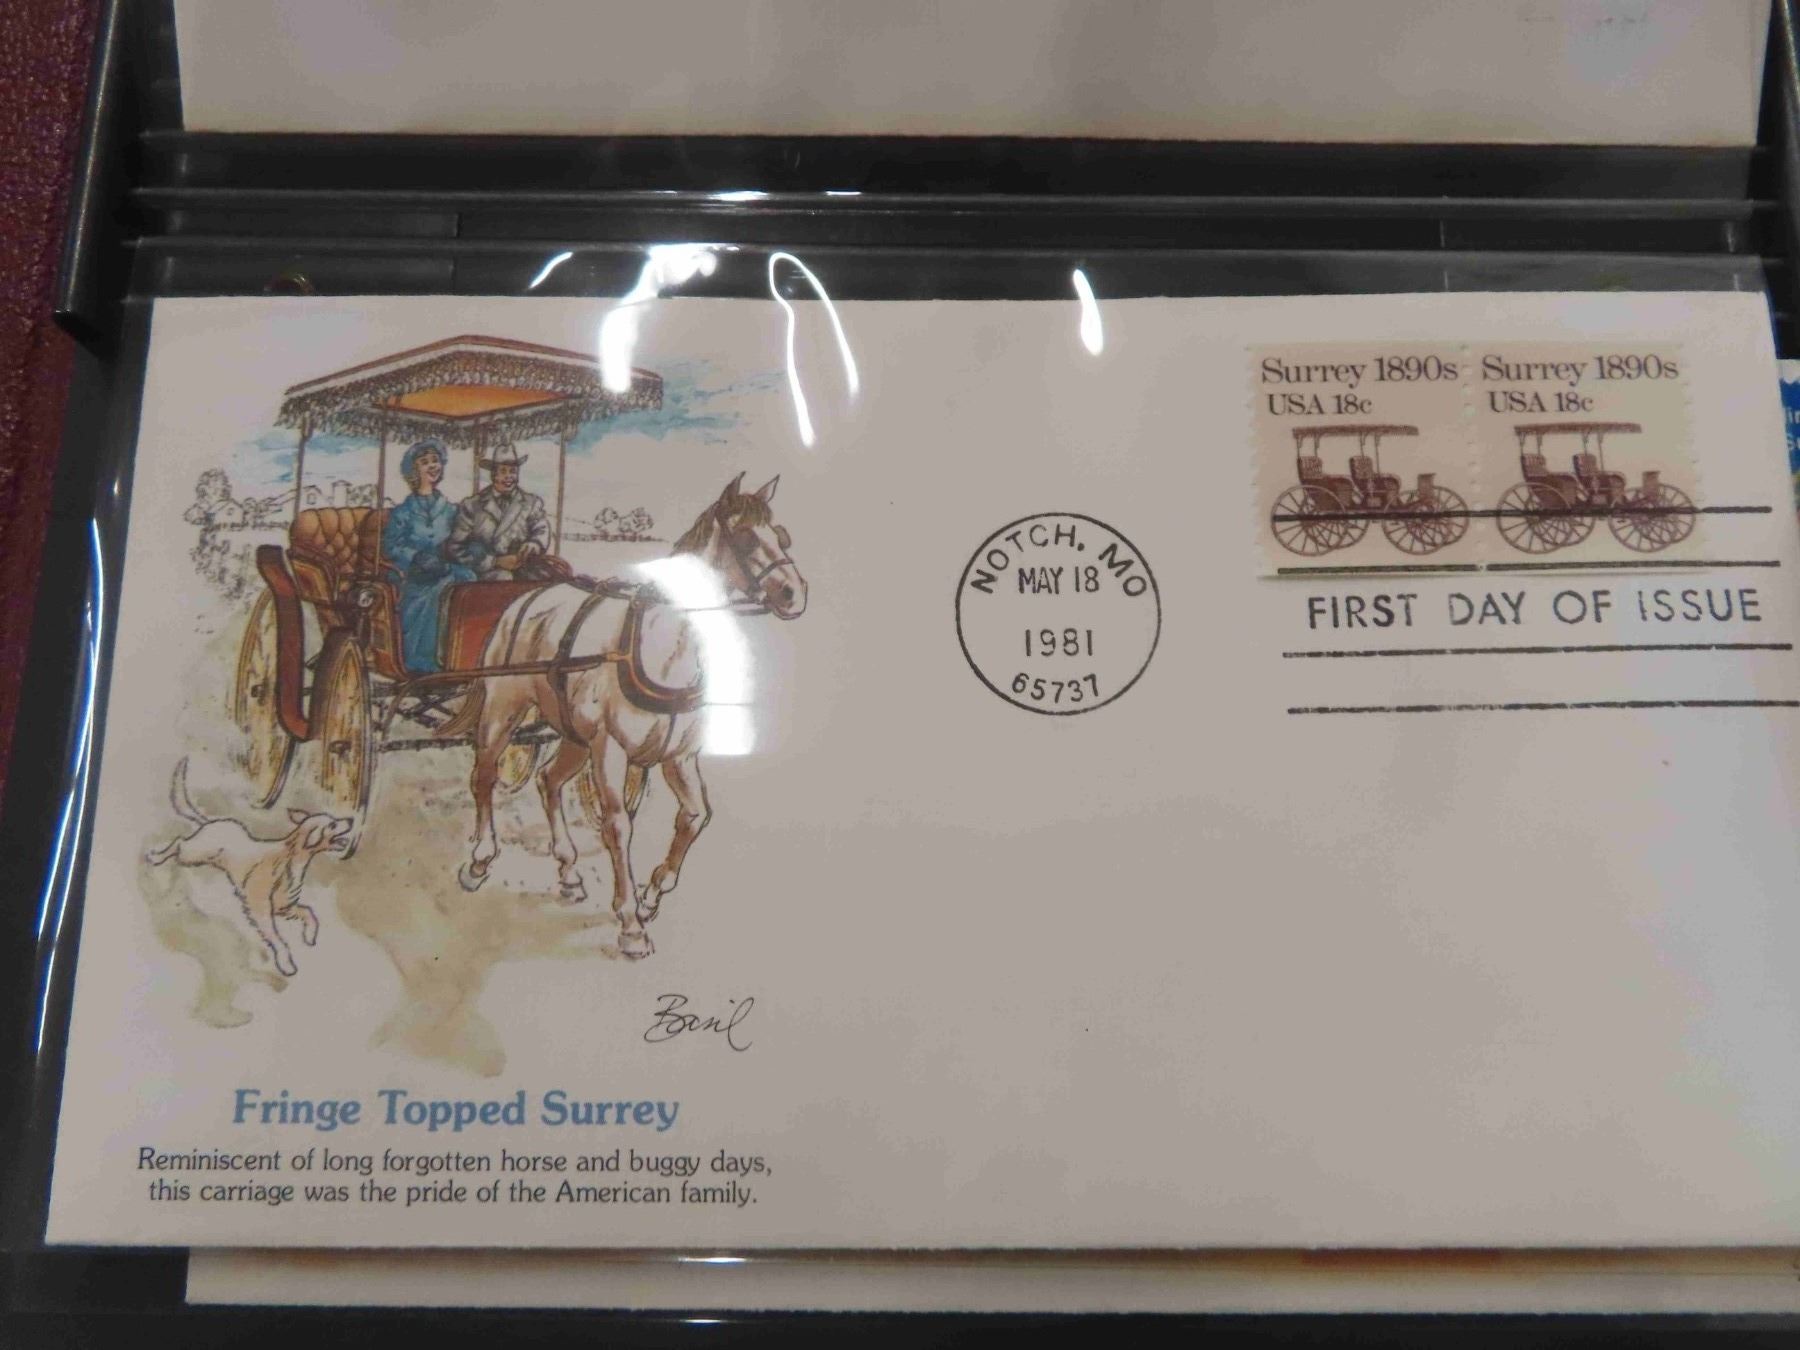 Surrey 1890s Surrey 1890s
USA 18c USA 18c
NOTCH, MO
MAY 18
1981
65737
FIRST DAY OF ISSUE
Basil
Fringe Topped Surrey
Reminiscent of long forgotten horse and buggy days,
this carriage was the pride of the American family.